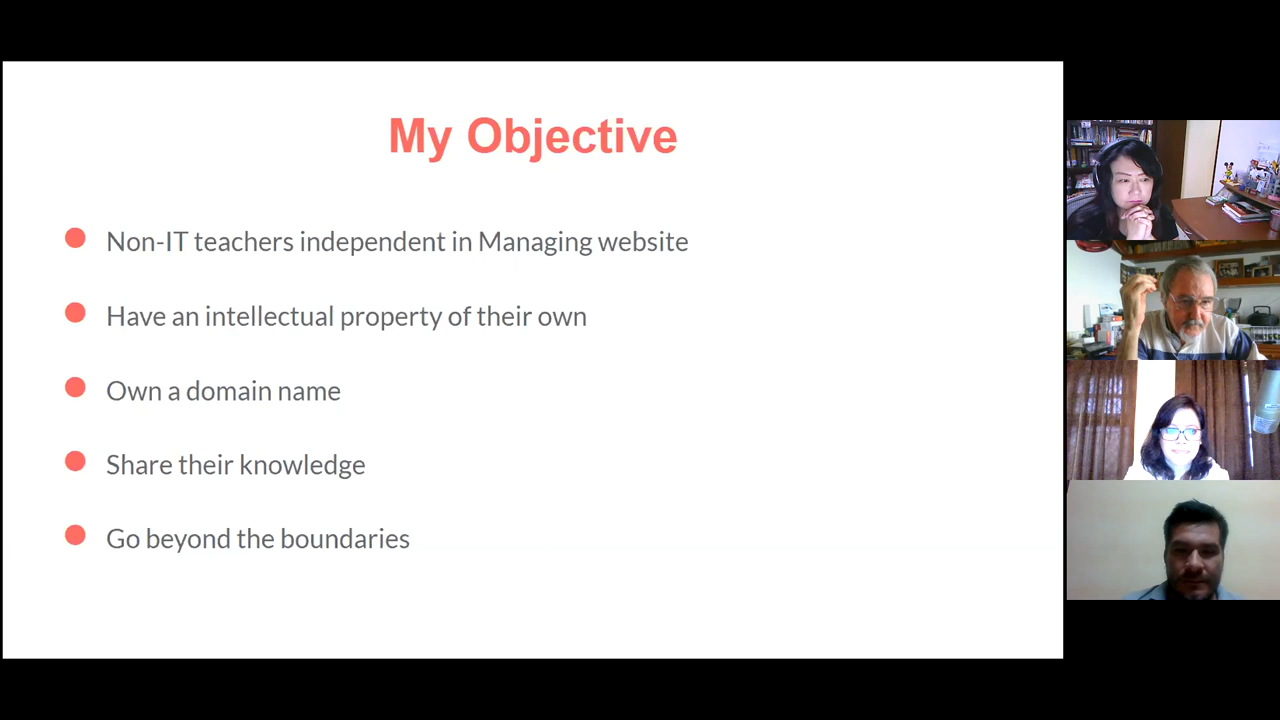 My Objective
Non-IT teachers independent in Managing website
Have an intellectual property of their own
Own a domain name
Share their knowledge
Go beyond the boundaries